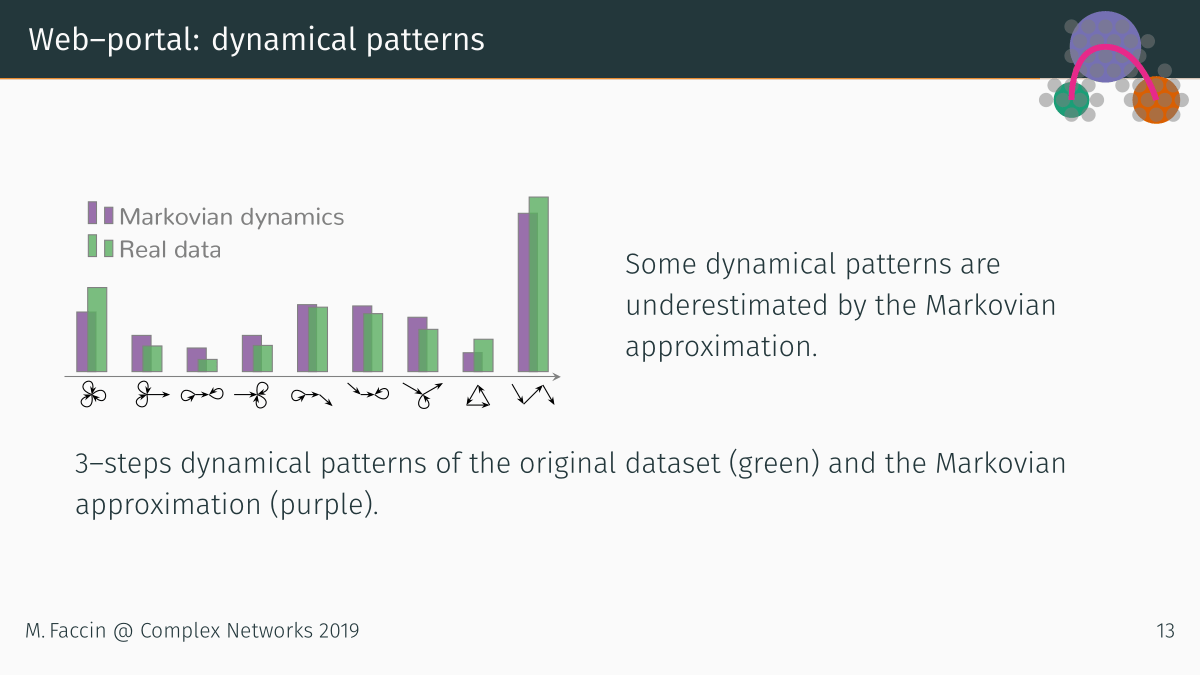 Web–portal: dynamical patterns
Markovian dynamics
Real data
Some dynamical patterns are
underestimated by the Markovian
approximation.
3–steps dynamical patterns of the original dataset (green) and the Markovian
approximation (purple).
M. Faccin @ Complex Networks 2019
13